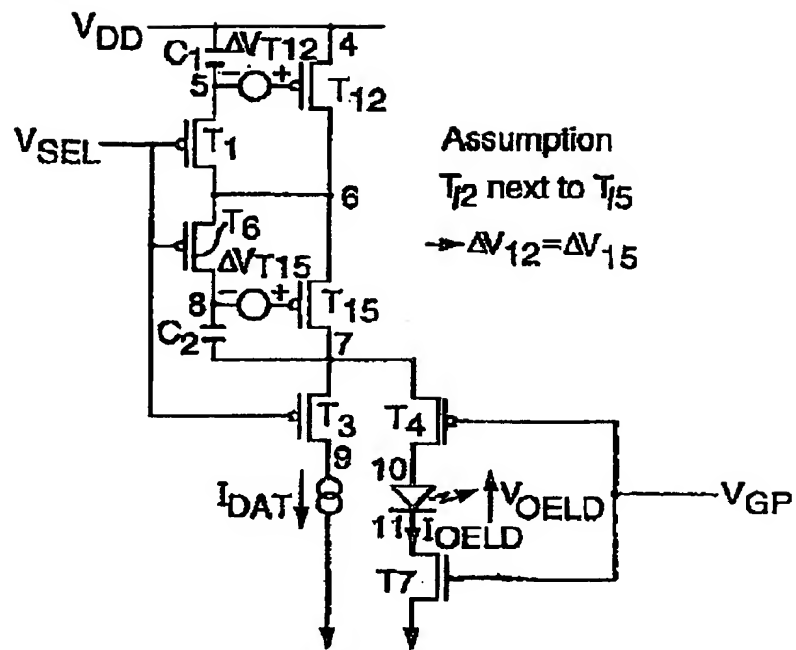 VDD
4
C1
ΔVT12
5
- +
T12
VSEL
T1
Assumption
T12 next to T15
→ ΔV12=ΔV15
6
T6
ΔVT15
8
- +
T15
C2
7
T3
T4
9
10
IDAT
VOELD
VGP
11
IOELD
T7